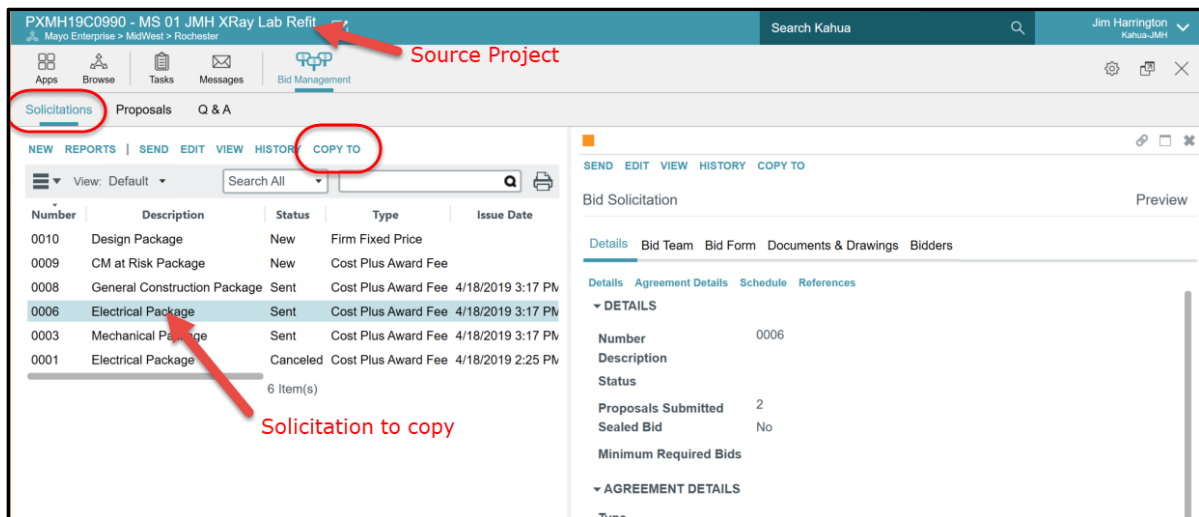 PXMH19C0990 - MS 01 JMH XRay Lab Refit
Mayo Enterprise > MidWest > Rochester
Search Kahua
Jim Harrington
Kahua-JMH
Source Project
Apps Browse Tasks Messages Bid Management
Solicitations Proposals Q & A
NEW REPORTS | SEND EDIT VIEW HISTORY COPY TO
View: Default Search All
Number Description Status Type Issue Date
0010 Design Package New Firm Fixed Price
0009 CM at Risk Package New Cost Plus Award Fee
0008 General Construction Package Sent Cost Plus Award Fee 4/18/2019 3:17 PM
0006 Electrical Package Sent Cost Plus Award Fee 4/18/2019 3:17 PM
0003 Mechanical Package Sent Cost Plus Award Fee 4/18/2019 3:17 PM
0001 Electrical Package Canceled Cost Plus Award Fee 4/18/2019 2:25 PM
6 Item(s)
Solicitation to copy
SEND EDIT VIEW HISTORY COPY TO
Bid Solicitation Preview
Details Bid Team Bid Form Documents & Drawings Bidders
Details Agreement Details Schedule References
DETAILS
Number 0006
Description
Status
Proposals Submitted 2
Sealed Bid No
Minimum Required Bids
AGREEMENT DETAILS
Type